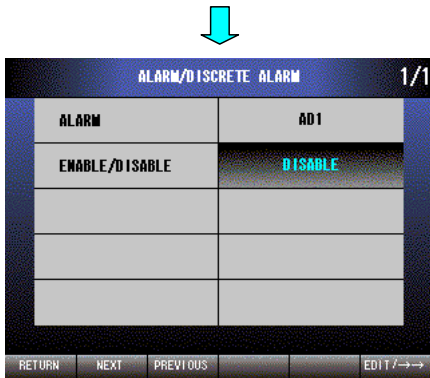 ALARM/DISCRETE ALARM 1/1
ALARM AD1
ENABLE/DISABLE DISABLE
RETURN NEXT PREVIOUS EDIT/→→